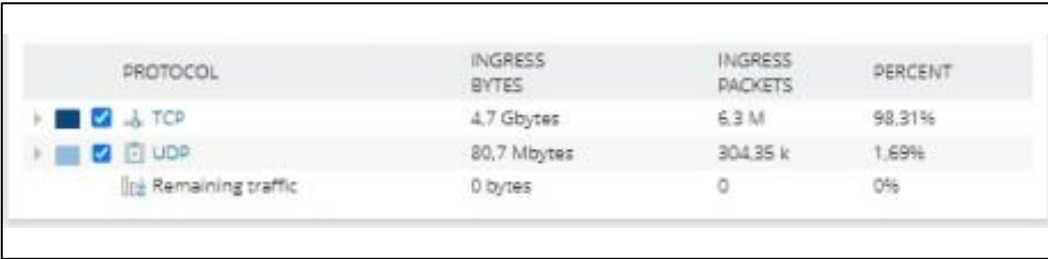 PROTOCOL INGRESS BYTES INGRESS PACKETS PERCENT
TCP 4,7 Gbytes 6,3 M 98,31%
UDP 80,7 Mbytes 304,35 k 1,69%
Remaining traffic 0 bytes 0 0%